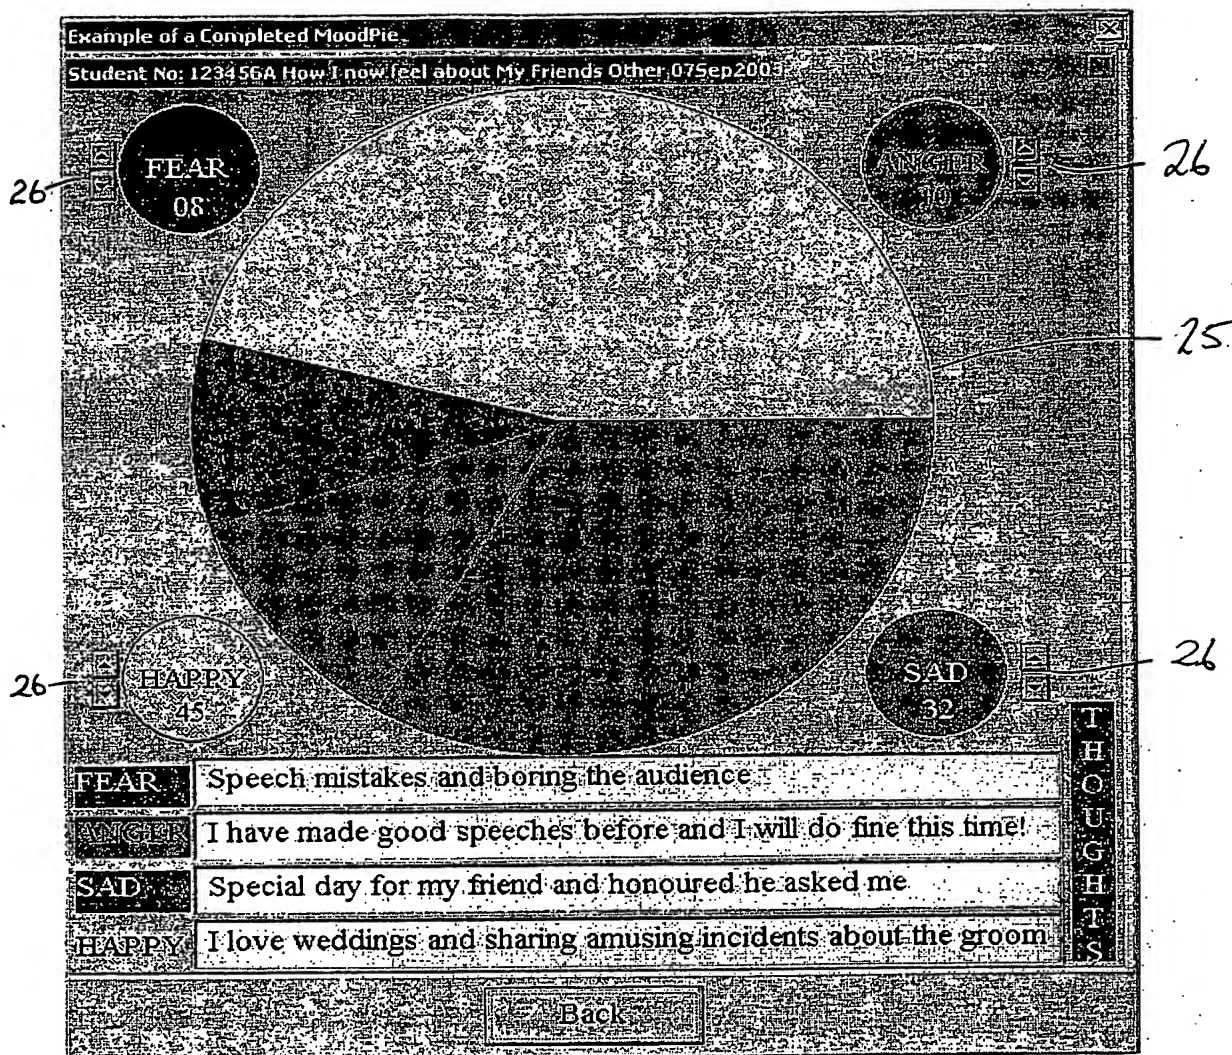 Example of a Completed MoodPie
Student No: 123456A How I now feel about My Friends Other 07Sep2003
FEAR
08
26
ANGER
10
26
25
HAPPY
45
26
SAD
32
26
THOUGHTS
FEAR Speech mistakes and boring the audience
ANGER I have made good speeches before and I will do fine this time!
SAD Special day for my friend and honoured he asked me
HAPPY I love weddings and sharing amusing incidents about the groom
Back